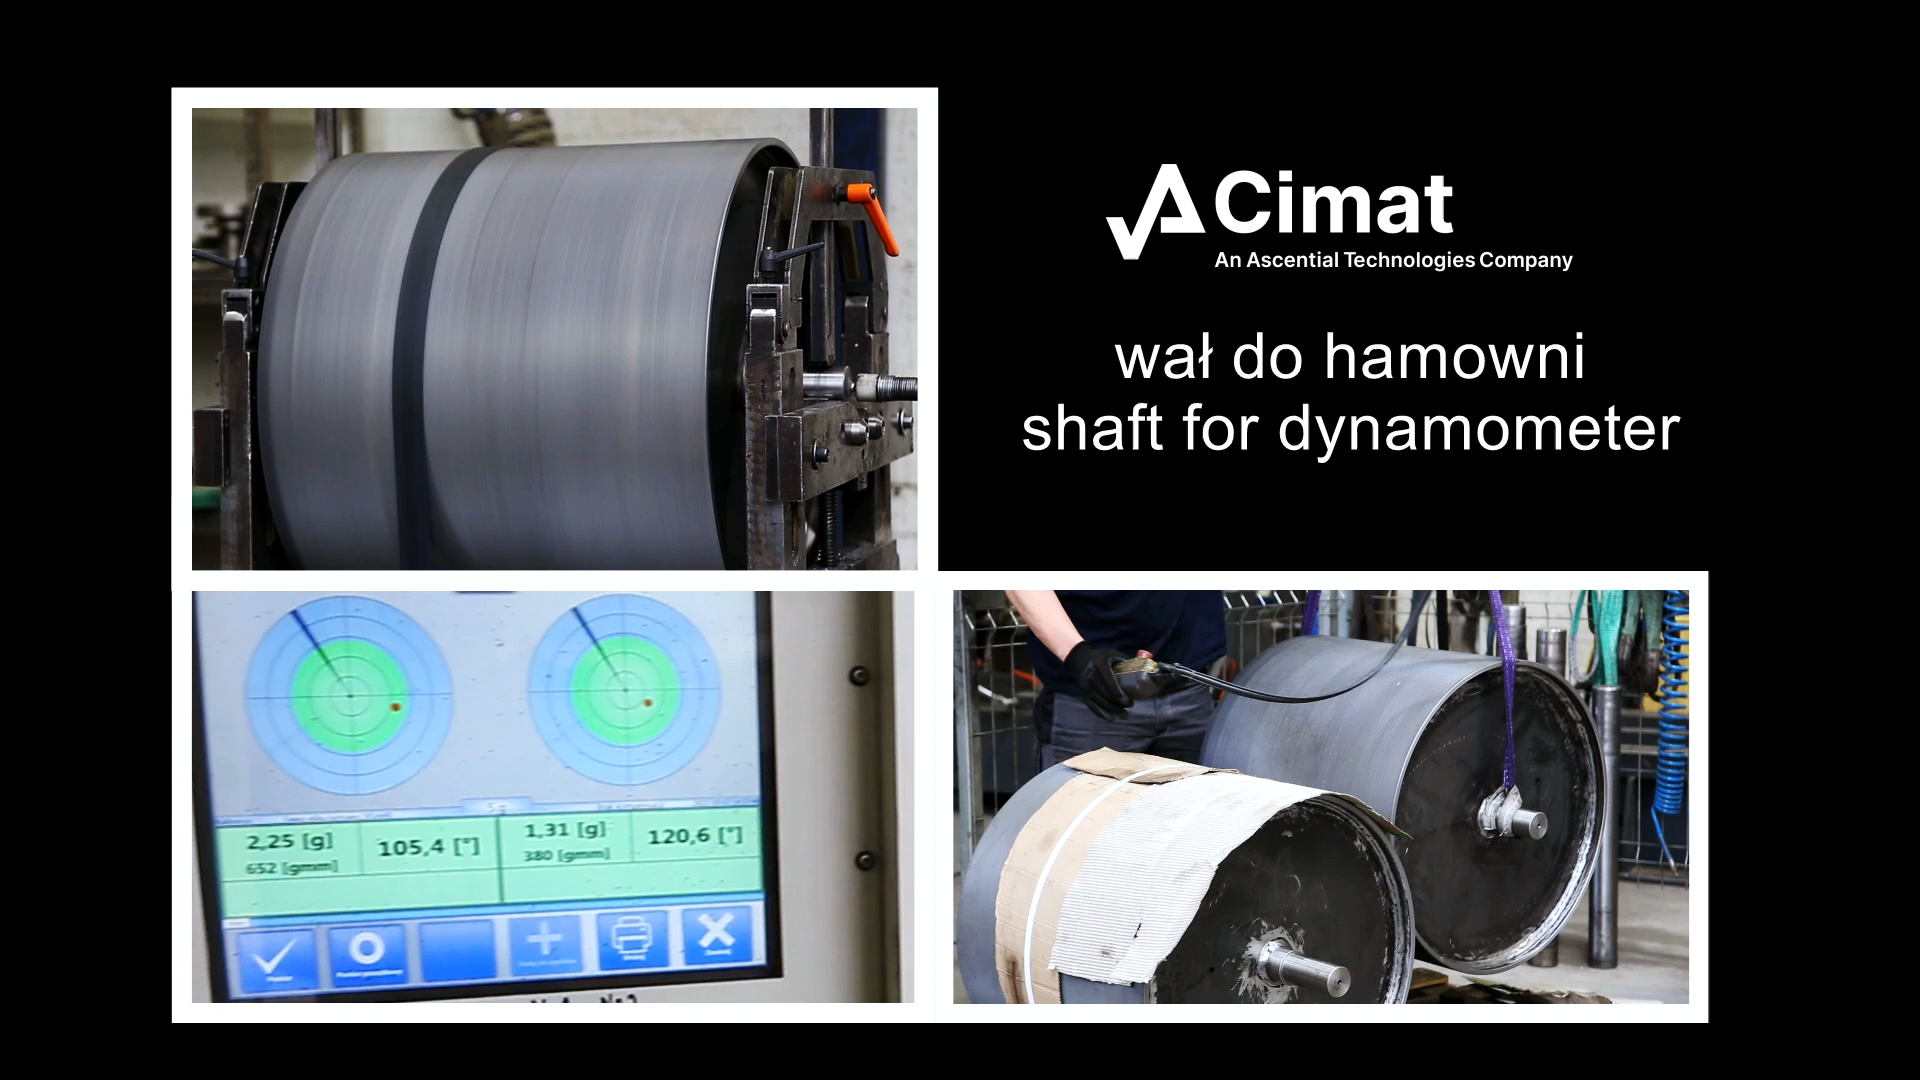 Cimat
An Ascential Technologies Company
wał do hamowni
shaft for dynamometer
5 g
2,25 [g]
105,4 [°]
1,31 [g]
120,6 [°]
652 [gmm]
380 [gmm]